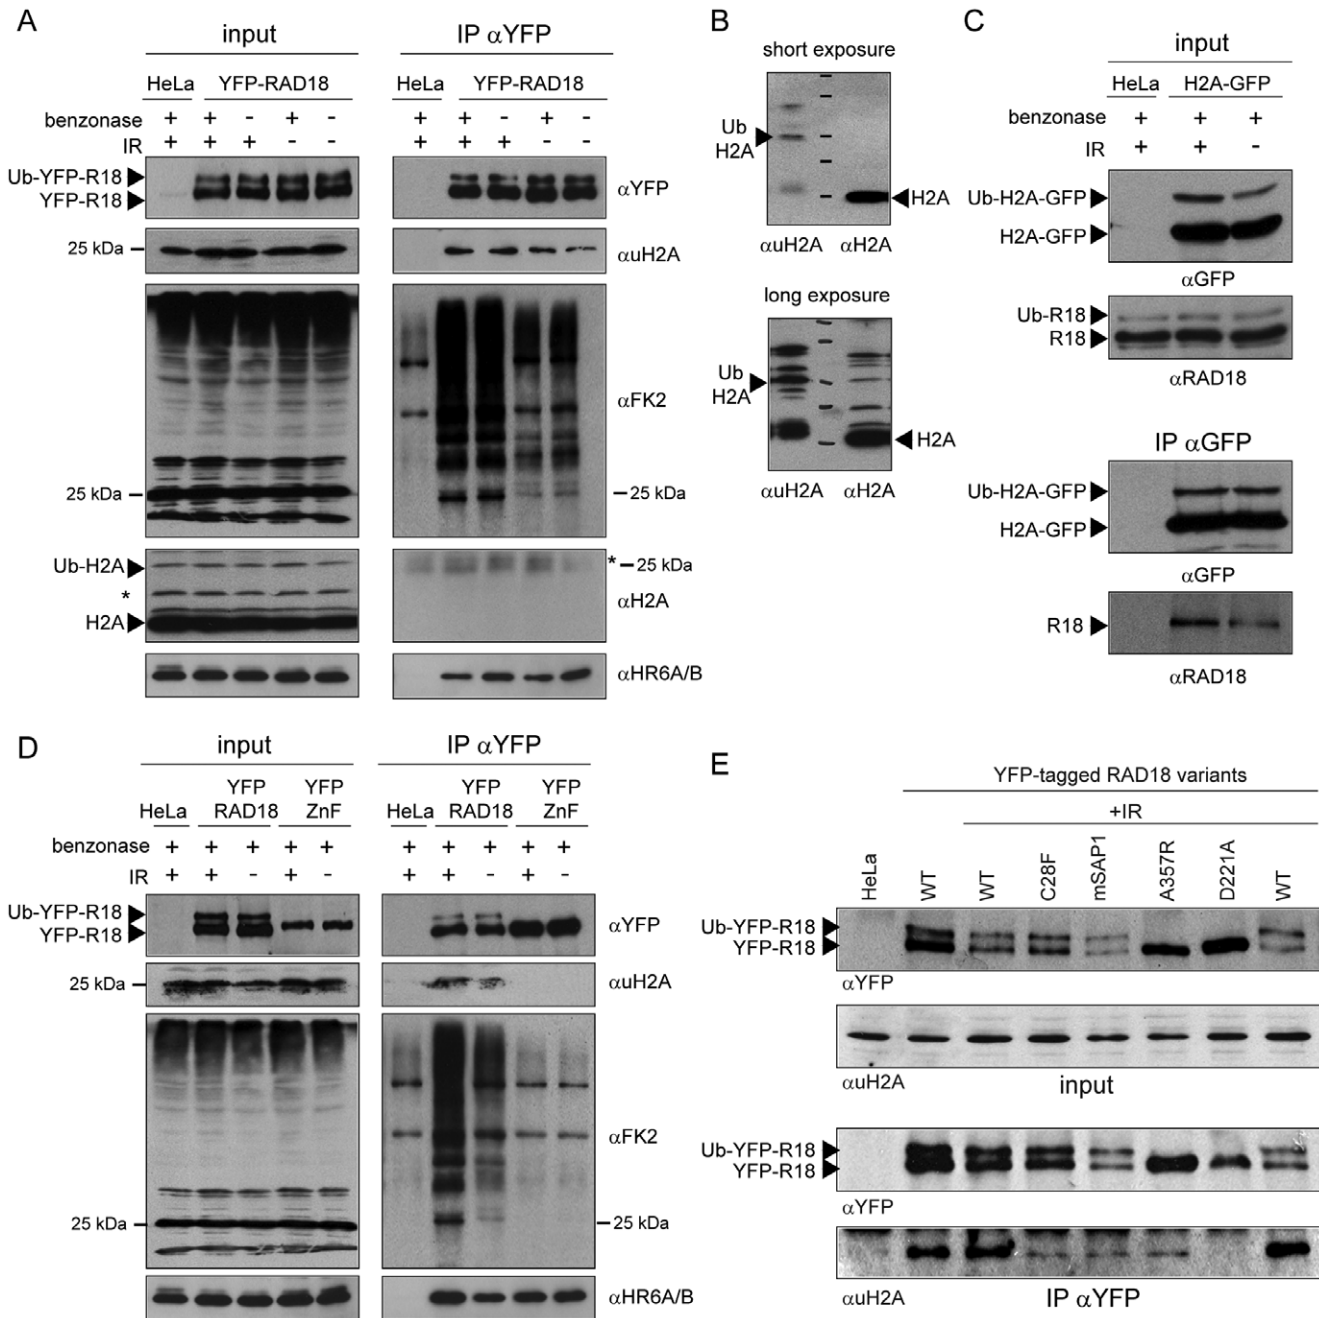 A
input
IP αYFP
HeLa YFP-RAD18
HeLa YFP-RAD18
benzonase + + - + -
+ + - + -
IR + + + - -
+ + + - -
Ub-YFP-R18
YFP-R18
αYFP
25 kDa
αuH2A
αFK2
25 kDa
25 kDa
Ub-H2A
*
H2A
* 25 kDa
αH2A
αHR6A/B
B
short exposure
Ub
H2A
H2A
αuH2A αH2A
long exposure
Ub
H2A
H2A
αuH2A αH2A
C
input
HeLa H2A-GFP
benzonase + + +
IR + + -
Ub-H2A-GFP
H2A-GFP
αGFP
Ub-R18
R18
αRAD18
IP αGFP
Ub-H2A-GFP
H2A-GFP
αGFP
R18
αRAD18
D
input
IP αYFP
HeLa YFP RAD18 YFP ZnF
HeLa YFP RAD18 YFP ZnF
benzonase + + + + +
+ + + + +
IR + + - + -
+ + - + -
Ub-YFP-R18
YFP-R18
αYFP
25 kDa
αuH2A
αFK2
25 kDa
25 kDa
αHR6A/B
E
YFP-tagged RAD18 variants
+IR
HeLa WT WT C28F mSAP1 A357R D221A WT
Ub-YFP-R18
YFP-R18
αYFP
αuH2A
input
Ub-YFP-R18
YFP-R18
αYFP
αuH2A
IP αYFP